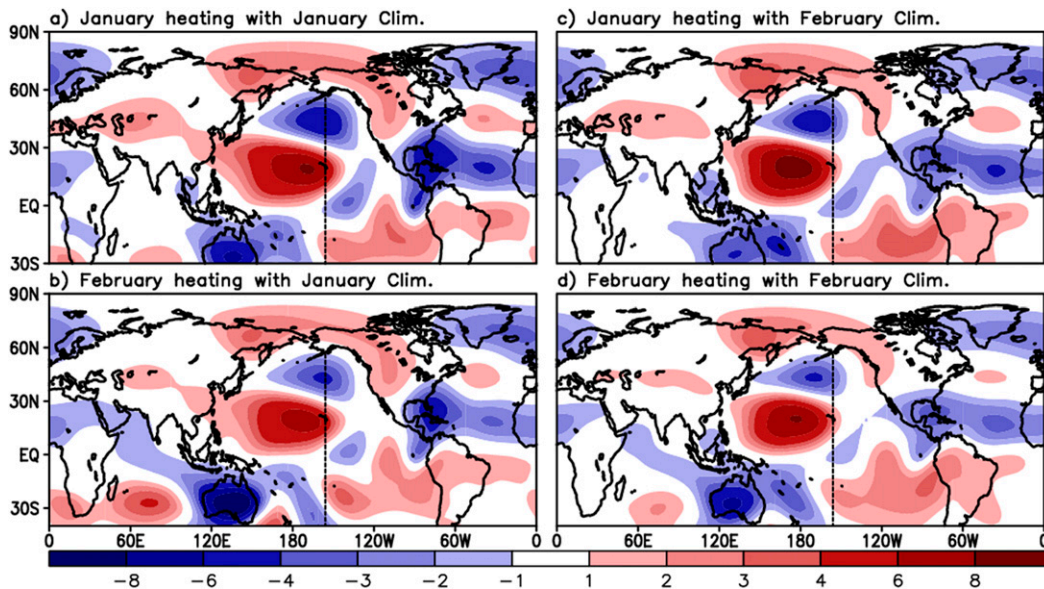 a) January heating with January Clim.
c) January heating with February Clim.
90N
60N
30N
EQ
30S
b) February heating with January Clim.
d) February heating with February Clim.
90N
60N
30N
EQ
30S
0 60E 120E 180 120W 60W 0
60E 120E 180 120W 60W 0
-8 -6 -4 -3 -2 -1 1 2 3 4 6 8